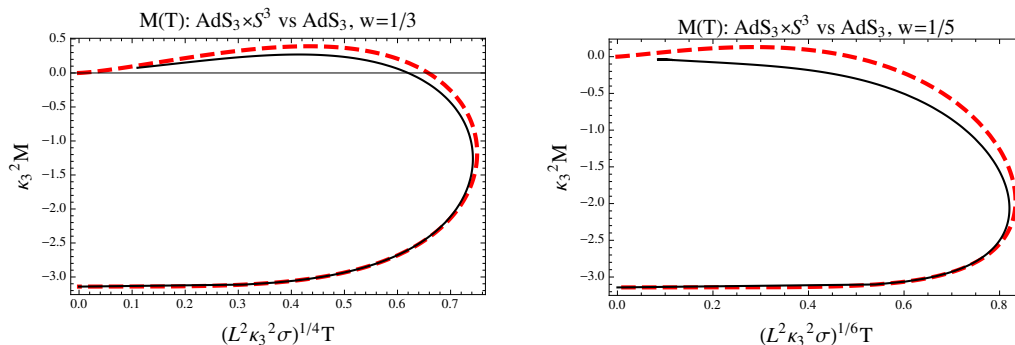 M(T): AdS₃×S³ vs AdS₃, w=1/3
κ₃²M
0.5
0.0
−0.5
−1.0
−1.5
−2.0
−2.5
−3.0
0.0 0.1 0.2 0.3 0.4 0.5 0.6 0.7
(L²κ₃²σ)^{1/4}T
M(T): AdS₃×S³ vs AdS₃, w=1/5
κ₃²M
0.0
−0.5
−1.0
−1.5
−2.0
−2.5
−3.0
0.0 0.2 0.4 0.6 0.8
(L²κ₃²σ)^{1/6}T